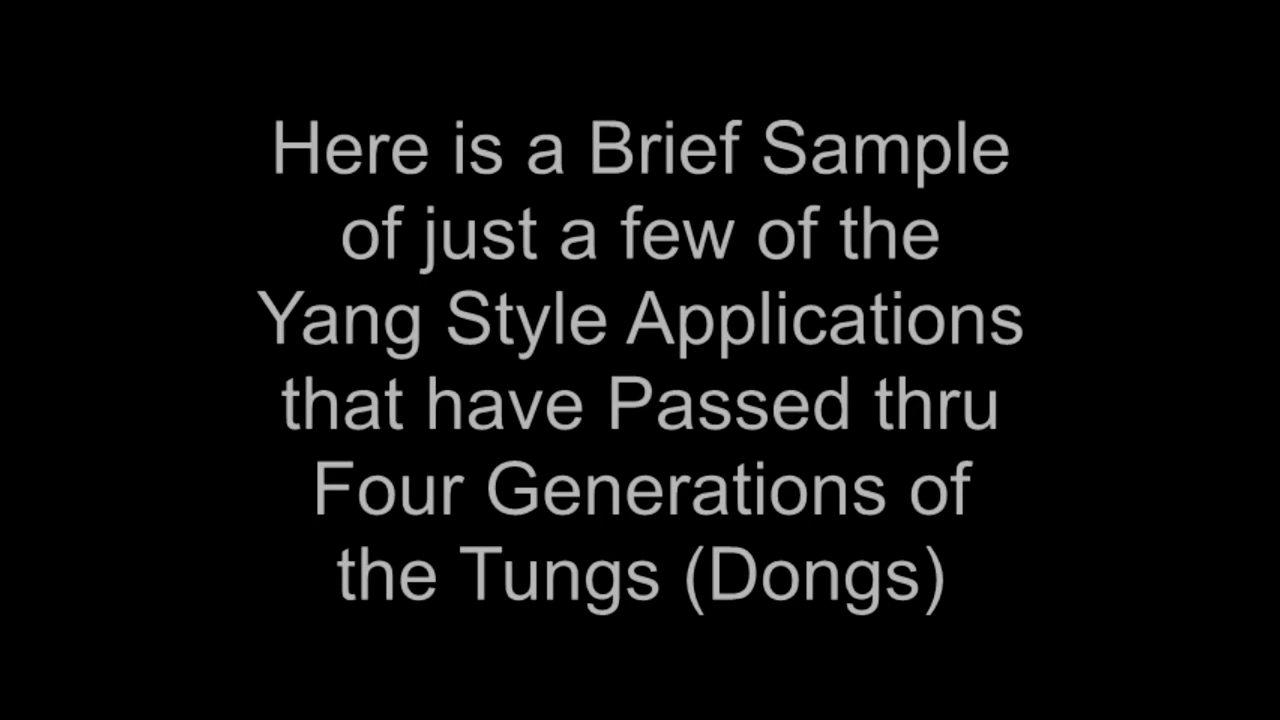 Here is a Brief Sample
of just a few of the
Yang Style Applications
that have Passed thru
Four Generations of
the Tungs (Dongs)